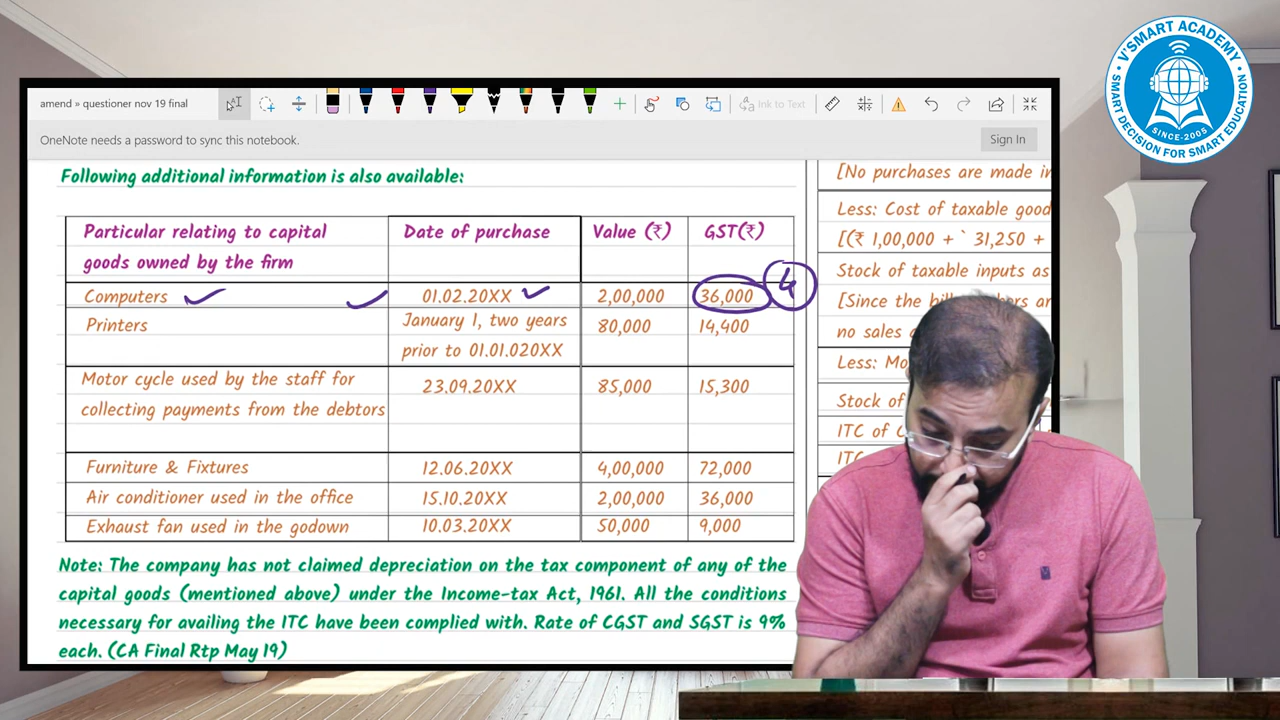 V'SMART ACADEMY
SMART DECISION FOR SMART EDUCATION
SINCE-2005
amend » questioner nov 19 final
Ink to Text
OneNote needs a password to sync this notebook.
Sign In
Following additional information is also available:
Particular relating to capital goods owned by the firm
Date of purchase
Value (₹)
GST(₹)
Computers 01.02.20XX 2,00,000 36,000 4
Printers January 1, two years prior to 01.01.020XX 80,000 14,400
Motor cycle used by the staff for collecting payments from the debtors 23.09.20XX 85,000 15,300
Furniture & Fixtures 12.06.20XX 4,00,000 72,000
Air conditioner used in the office 15.10.20XX 2,00,000 36,000
Exhaust fan used in the godown 10.03.20XX 50,000 9,000
Note: The company has not claimed depreciation on the tax component of any of the
capital goods (mentioned above) under the Income-tax Act, 1961. All the conditions
necessary for availing the ITC have been complied with. Rate of CGST and SGST is 9%
each. (CA Final Rtp May 19)
[No purchases are made in
Less: Cost of taxable good
[(₹ 1,00,000 + ` 31,250 +
Stock of taxable inputs as
[Since the bill
no sales
Less: Mo
Stock of
ITC of
ITC